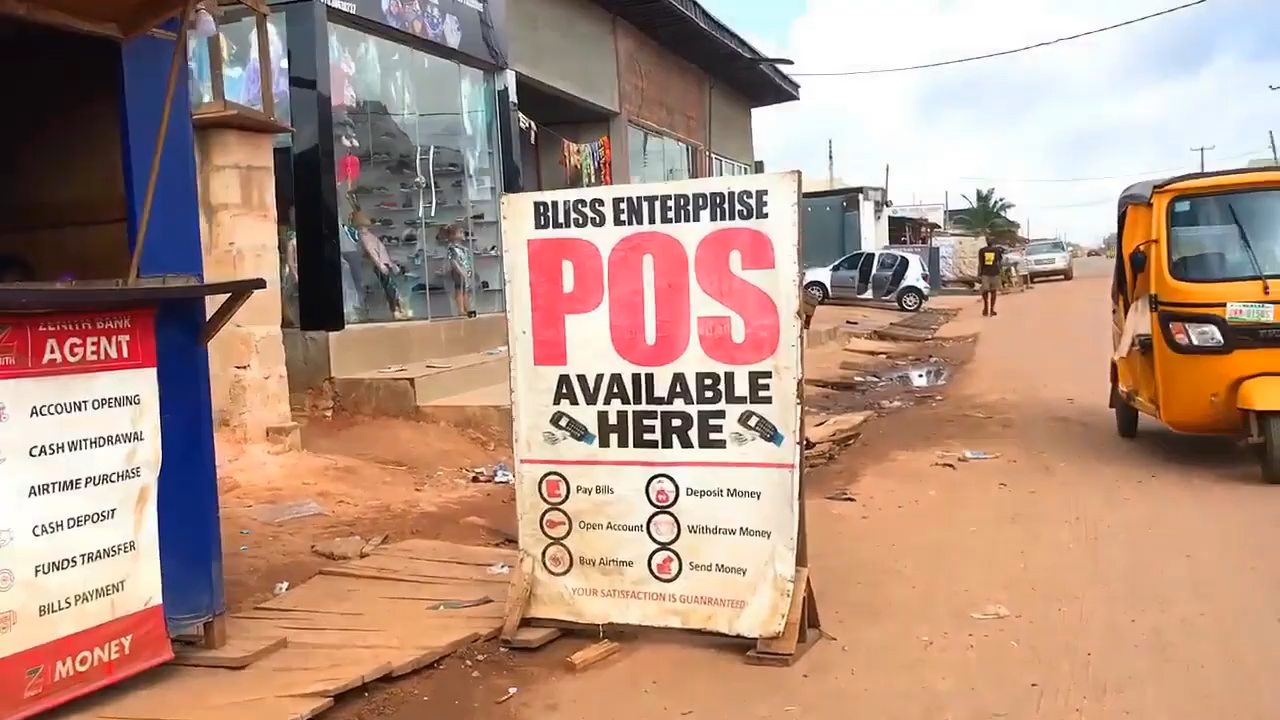 BLISS ENTERPRISE
POS
AVAILABLE
HERE
Pay Bills
Deposit Money
Open Account
Withdraw Money
Buy Airtime
Send Money
YOUR SATISFACTION IS GUANRANTEED
ZENITH BANK
AGENT
ACCOUNT OPENING
CASH WITHDRAWAL
AIRTIME PURCHASE
CASH DEPOSIT
FUNDS TRANSFER
BILLS PAYMENT
MONEY